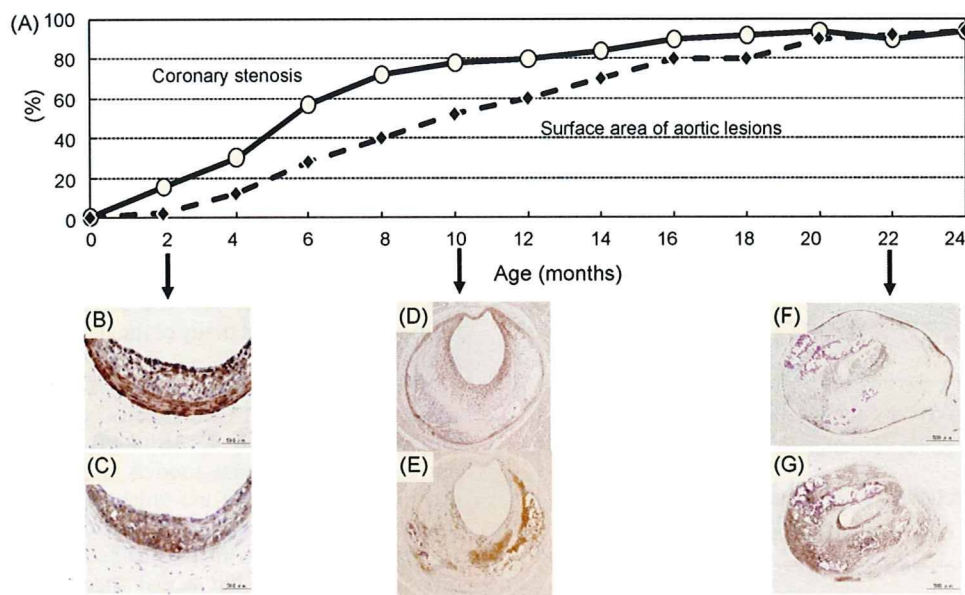 (A)
100
80
60
40
20
0
(%)
Coronary stenosis
Surface area of aortic lesions
0 2 4 6 8 10 12 14 16 18 20 22 24
Age (months)
(B)
(D)
(F)
(C)
(E)
(G)